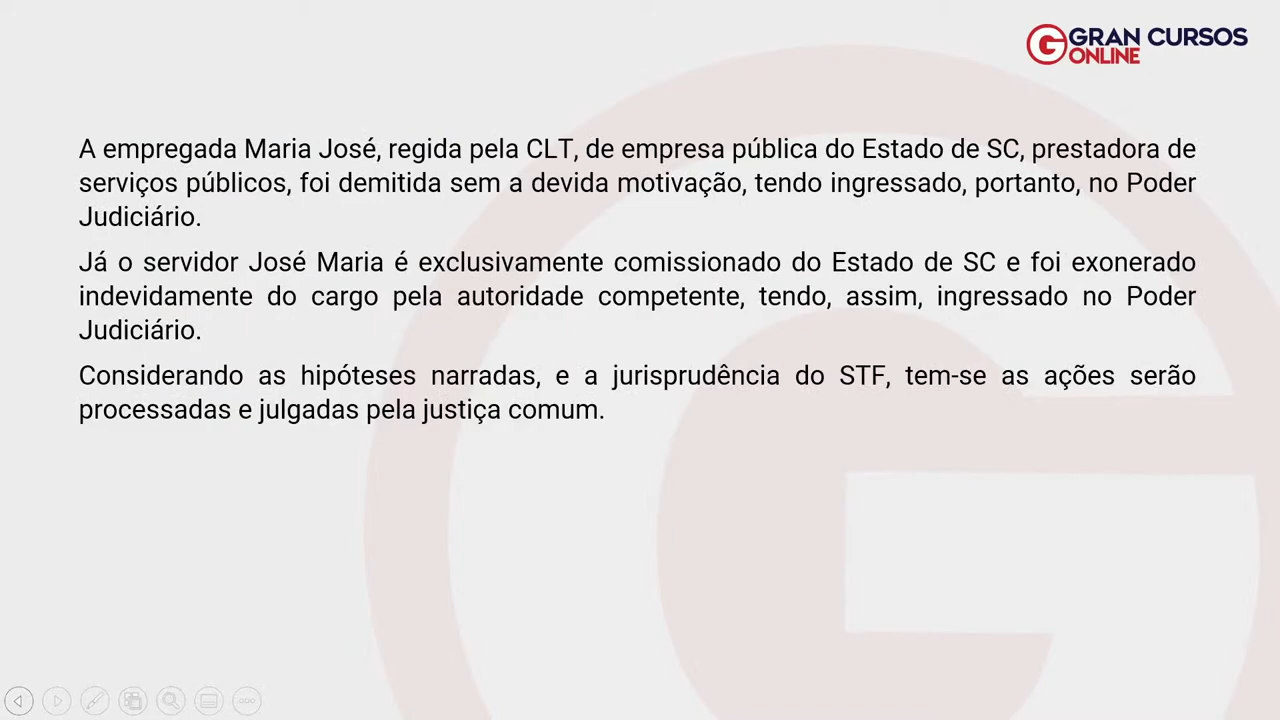 GRAN CURSOS
ONLINE
A empregada Maria José, regida pela CLT, de empresa pública do Estado de SC, prestadora de
serviços públicos, foi demitida sem a devida motivação, tendo ingressado, portanto, no Poder
Judiciário.
Já o servidor José Maria é exclusivamente comissionado do Estado de SC e foi exonerado
indevidamente do cargo pela autoridade competente, tendo, assim, ingressado no Poder
Judiciário.
Considerando as hipóteses narradas, e a jurisprudência do STF, tem-se as ações serão
processadas e julgadas pela justiça comum.